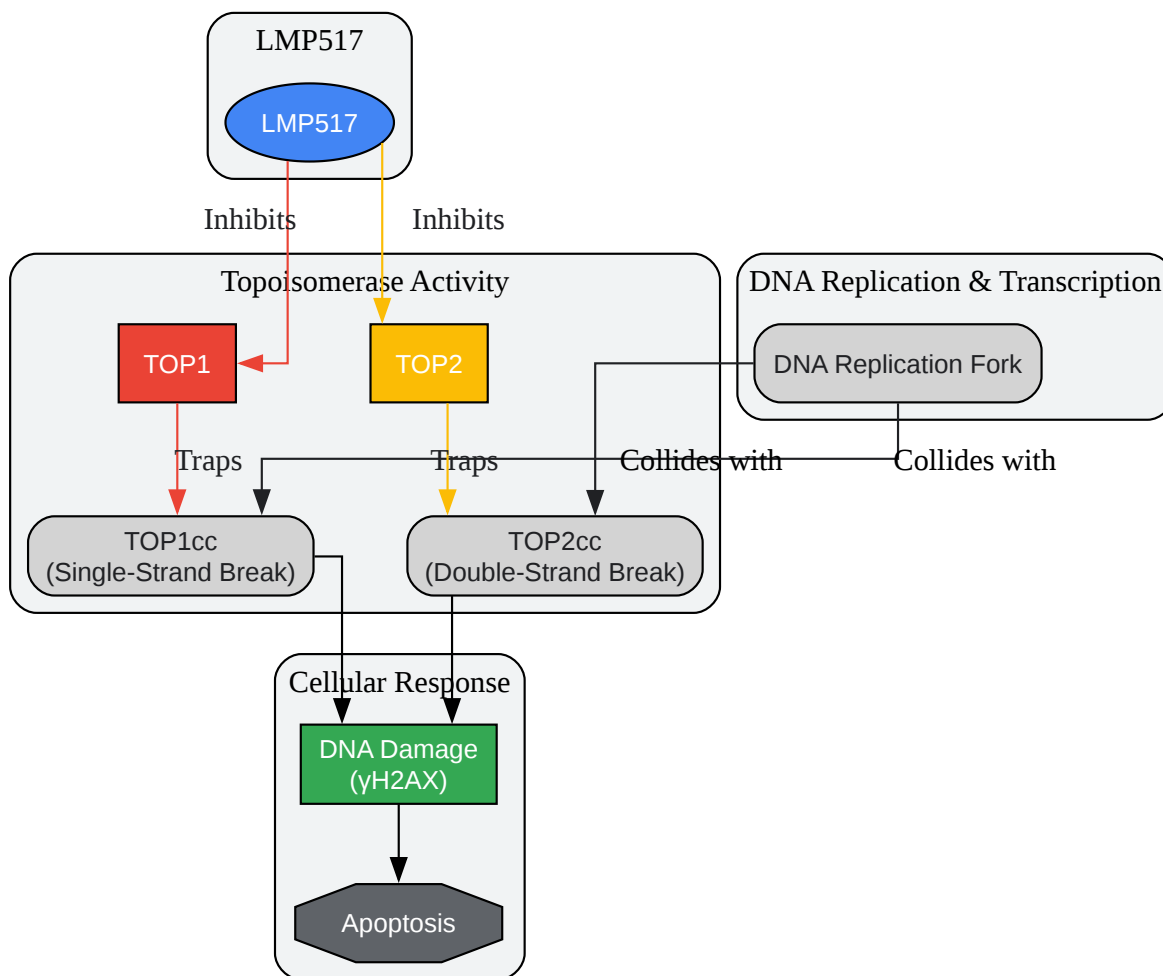 LMP517
LMP517
Inhibits
Inhibits
Topoisomerase Activity
DNA Replication & Transcription
TOP1
TOP2
DNA Replication Fork
Traps
Traps
Collides with
Collides with
TOP1cc
(Single-Strand Break)
TOP2cc
(Double-Strand Break)
Cellular Response
DNA Damage
(γH2AX)
Apoptosis